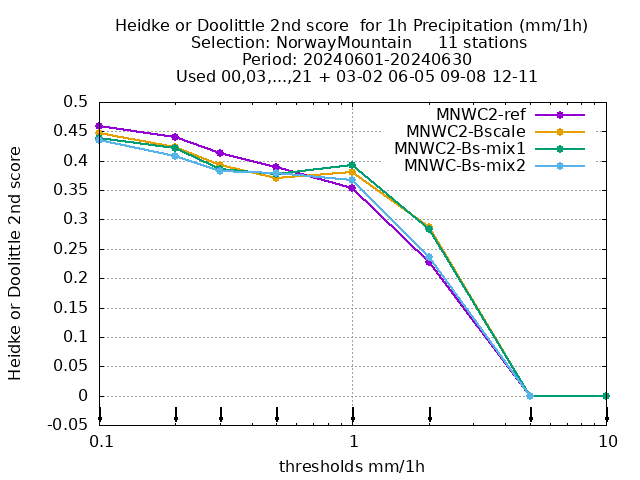 Heidke or Doolittle 2nd score  for 1h Precipitation (mm/1h)
Selection: NorwayMountain     11 stations
Period: 20240601-20240630
Used 00,03,...,21 + 03-02 06-05 09-08 12-11
MNWC2-ref
MNWC2-Bscale
MNWC2-Bs-mix1
MNWC-Bs-mix2
Heidke or Doolittle 2nd score
0.5
0.45
0.4
0.35
0.3
0.25
0.2
0.15
0.1
0.05
0
-0.05
0.1
1
10
thresholds mm/1h